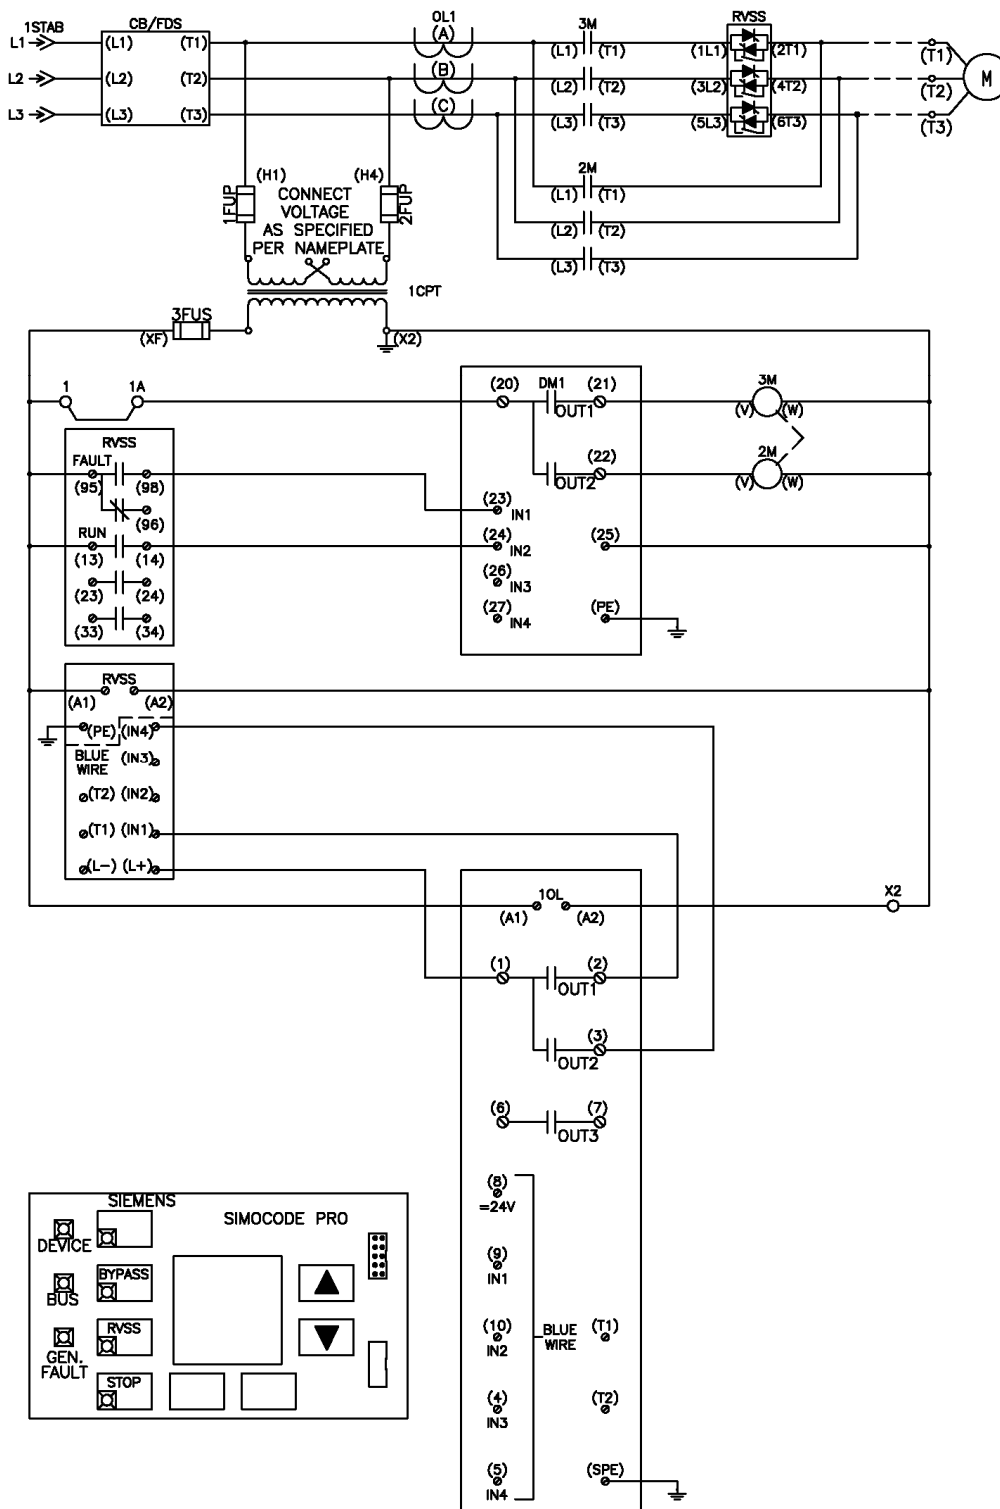 1STAB
CB/FDS
OL1
3M
RVSS
L1 (L1) (T1) (A) (L1) (T1) (1L1) (2T1) (T1)
L2 (L2) (T2) (B) (L2) (T2) (3L2) (4T2) (T2) M
L3 (L3) (T3) (C) (L3) (T3) (5L3) (6T3) (T3)
2M
(L1) (T1)
(L2) (T2)
(L3) (T3)
(H1) (H4)
1FUP
2FUP
CONNECT
VOLTAGE
AS SPECIFIED
PER NAMEPLATE
1CPT
3FUS
(XF) (X2)
1 1A (20) DM1 (21) 3M
OUT1 (V) (W)
RVSS
FAULT
(95) (98)
(96)
RUN
(13) (14)
(23) (24)
(33) (34)
(22) 2M
OUT2 (V) (W)
(23) IN1
(24) IN2 (25)
(26) IN3
(27) IN4 (PE)
RVSS
(A1) (A2)
(PE) (IN4)
BLUE
WIRE
(IN3)
(T2) (IN2)
(T1) (IN1)
(L-) (L+)
1OL
(A1) (A2)
X2
(1) (2)
OUT1
(3)
OUT2
(6) (7)
OUT3
(8)
=24V
(9)
IN1
(10) BLUE (T1)
IN2 WIRE
(4) (T2)
IN3
(5) (SPE)
IN4
SIEMENS
SIMOCODE PRO
DEVICE
BYPASS
BUS
RVSS
GEN.
FAULT
STOP